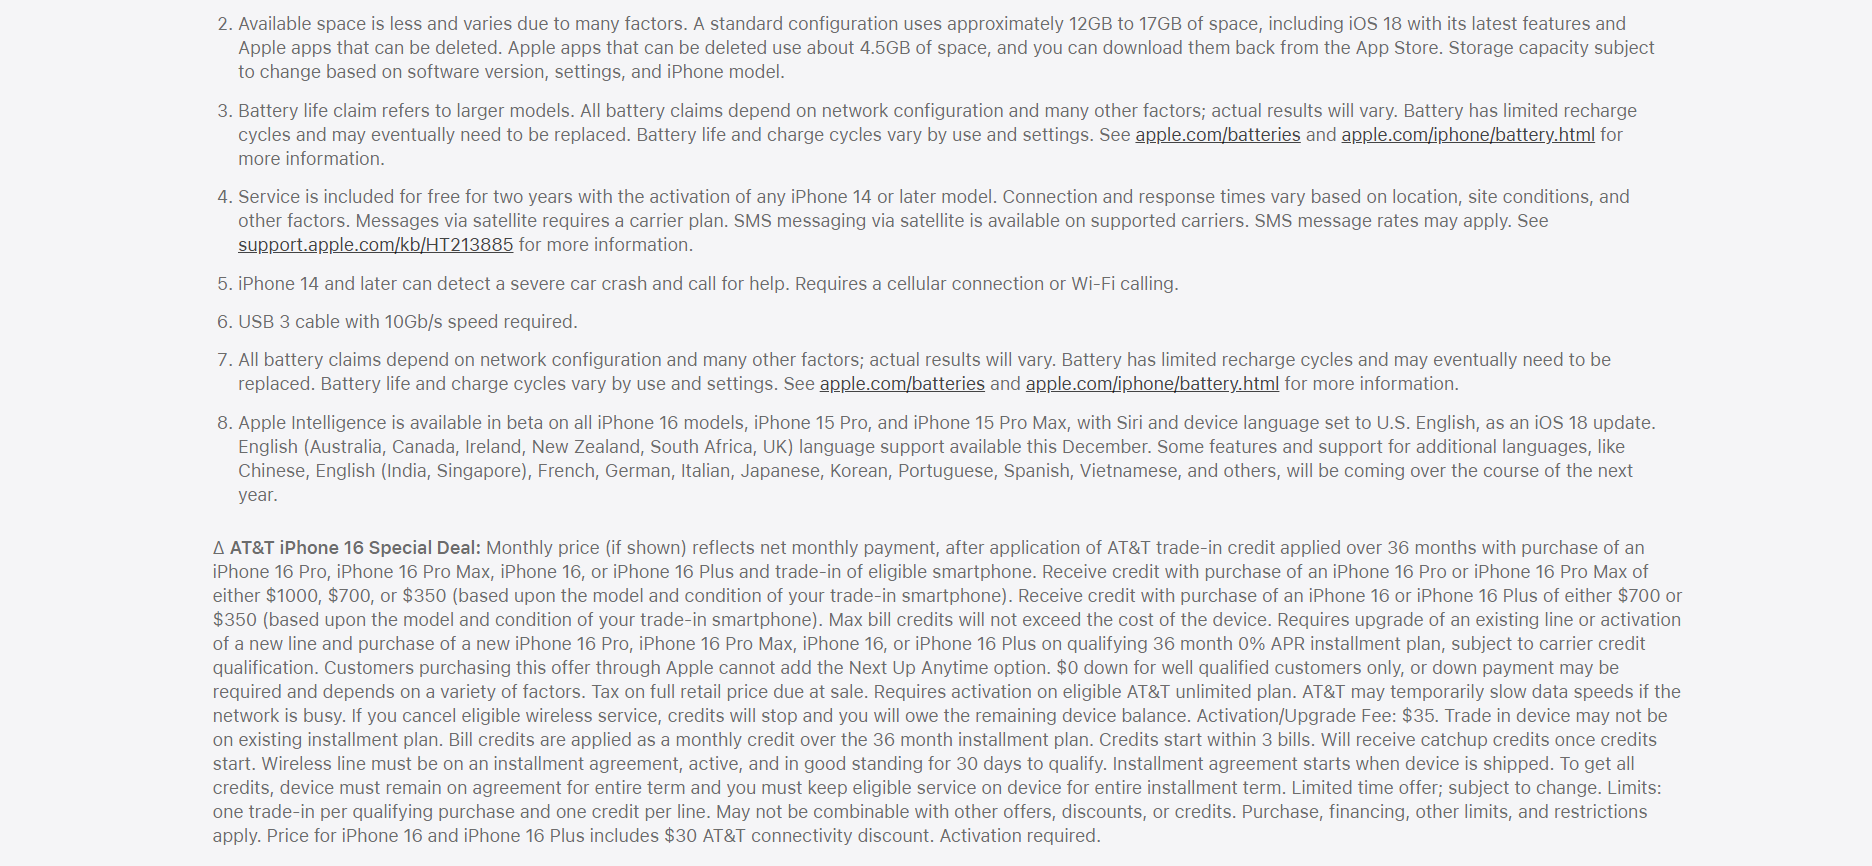 2. Available space is less and varies due to many factors. A standard configuration uses approximately 12GB to 17GB of space, including iOS 18 with its latest features and
Apple apps that can be deleted. Apple apps that can be deleted use about 4.5GB of space, and you can download them back from the App Store. Storage capacity subject
to change based on software version, settings, and iPhone model.
3. Battery life claim refers to larger models. All battery claims depend on network configuration and many other factors; actual results will vary. Battery has limited recharge
cycles and may eventually need to be replaced. Battery life and charge cycles vary by use and settings. See apple.com/batteries and apple.com/iphone/battery.html for
more information.
4. Service is included for free for two years with the activation of any iPhone 14 or later model. Connection and response times vary based on location, site conditions, and
other factors. Messages via satellite requires a carrier plan. SMS messaging via satellite is available on supported carriers. SMS message rates may apply. See
support.apple.com/kb/HT213885 for more information.
5. iPhone 14 and later can detect a severe car crash and call for help. Requires a cellular connection or Wi-Fi calling.
6. USB 3 cable with 10Gb/s speed required.
7. All battery claims depend on network configuration and many other factors; actual results will vary. Battery has limited recharge cycles and may eventually need to be
replaced. Battery life and charge cycles vary by use and settings. See apple.com/batteries and apple.com/iphone/battery.html for more information.
8. Apple Intelligence is available in beta on all iPhone 16 models, iPhone 15 Pro, and iPhone 15 Pro Max, with Siri and device language set to U.S. English, as an iOS 18 update.
English (Australia, Canada, Ireland, New Zealand, South Africa, UK) language support available this December. Some features and support for additional languages, like
Chinese, English (India, Singapore), French, German, Italian, Japanese, Korean, Portuguese, Spanish, Vietnamese, and others, will be coming over the course of the next
year.
Δ AT&T iPhone 16 Special Deal: Monthly price (if shown) reflects net monthly payment, after application of AT&T trade-in credit applied over 36 months with purchase of an
iPhone 16 Pro, iPhone 16 Pro Max, iPhone 16, or iPhone 16 Plus and trade-in of eligible smartphone. Receive credit with purchase of an iPhone 16 Pro or iPhone 16 Pro Max of
either $1000, $700, or $350 (based upon the model and condition of your trade-in smartphone). Receive credit with purchase of an iPhone 16 or iPhone 16 Plus of either $700 or
$350 (based upon the model and condition of your trade-in smartphone). Max bill credits will not exceed the cost of the device. Requires upgrade of an existing line or activation
of a new line and purchase of a new iPhone 16 Pro, iPhone 16 Pro Max, iPhone 16, or iPhone 16 Plus on qualifying 36 month 0% APR installment plan, subject to carrier credit
qualification. Customers purchasing this offer through Apple cannot add the Next Up Anytime option. $0 down for well qualified customers only, or down payment may be
required and depends on a variety of factors. Tax on full retail price due at sale. Requires activation on eligible AT&T unlimited plan. AT&T may temporarily slow data speeds if the
network is busy. If you cancel eligible wireless service, credits will stop and you will owe the remaining device balance. Activation/Upgrade Fee: $35. Trade in device may not be
on existing installment plan. Bill credits are applied as a monthly credit over the 36 month installment plan. Credits start within 3 bills. Will receive catchup credits once credits
start. Wireless line must be on an installment agreement, active, and in good standing for 30 days to qualify. Installment agreement starts when device is shipped. To get all
credits, device must remain on agreement for entire term and you must keep eligible service on device for entire installment term. Limited time offer; subject to change. Limits:
one trade-in per qualifying purchase and one credit per line. May not be combinable with other offers, discounts, or credits. Purchase, financing, other limits, and restrictions
apply. Price for iPhone 16 and iPhone 16 Plus includes $30 AT&T connectivity discount. Activation required.